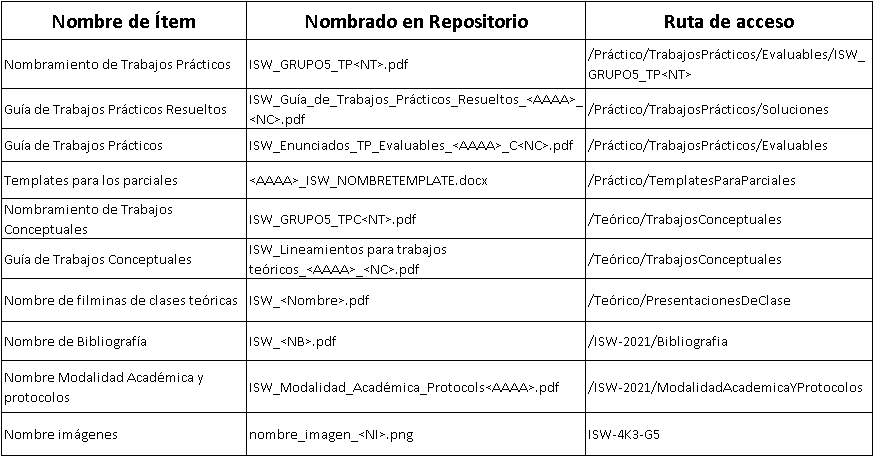 Nombre de Ítem
Nombrado en Repositorio
Ruta de acceso
Nombramiento de Trabajos Prácticos
ISW_GRUPO5_TP<NT>.pdf
/Práctico/TrabajosPrácticos/Evaluables/ISW_
GRUPO5_TP<NT>
Guía de Trabajos Prácticos Resueltos
ISW_Guía_de_Trabajos_Prácticos_Resueltos_<AAAA>_
<NC>.pdf
/Práctico/TrabajosPrácticos/Soluciones
Guía de Trabajos Prácticos
ISW_Enunciados_TP_Evaluables_<AAAA>_C<NC>.pdf
/Práctico/TrabajosPrácticos/Evaluables
Templates para los parciales
<AAAA>_ISW_NOMBRETEMPLATE.docx
/Práctico/TemplatesParaParciales
Nombramiento de Trabajos
Conceptuales
ISW_GRUPO5_TPC<NT>.pdf
/Teórico/TrabajosConceptuales
Guía de Trabajos Conceptuales
ISW_Lineamientos para trabajos
teóricos_<AAAA>_<NC>.pdf
/Teórico/TrabajosConceptuales
Nombre de filminas de clases teóricas
ISW_<Nombre>.pdf
/Teórico/PresentacionesDeClase
Nombre de Bibliografía
ISW_<NB>.pdf
/ISW-2021/Bibliografia
Nombre Modalidad Académica y
protocolos
ISW_Modalidad_Académica_Protocols<AAAA>.pdf
/ISW-2021/ModalidadAcademicaYProtocolos
Nombre imágenes
nombre_imagen_<NI>.png
ISW-4K3-G5